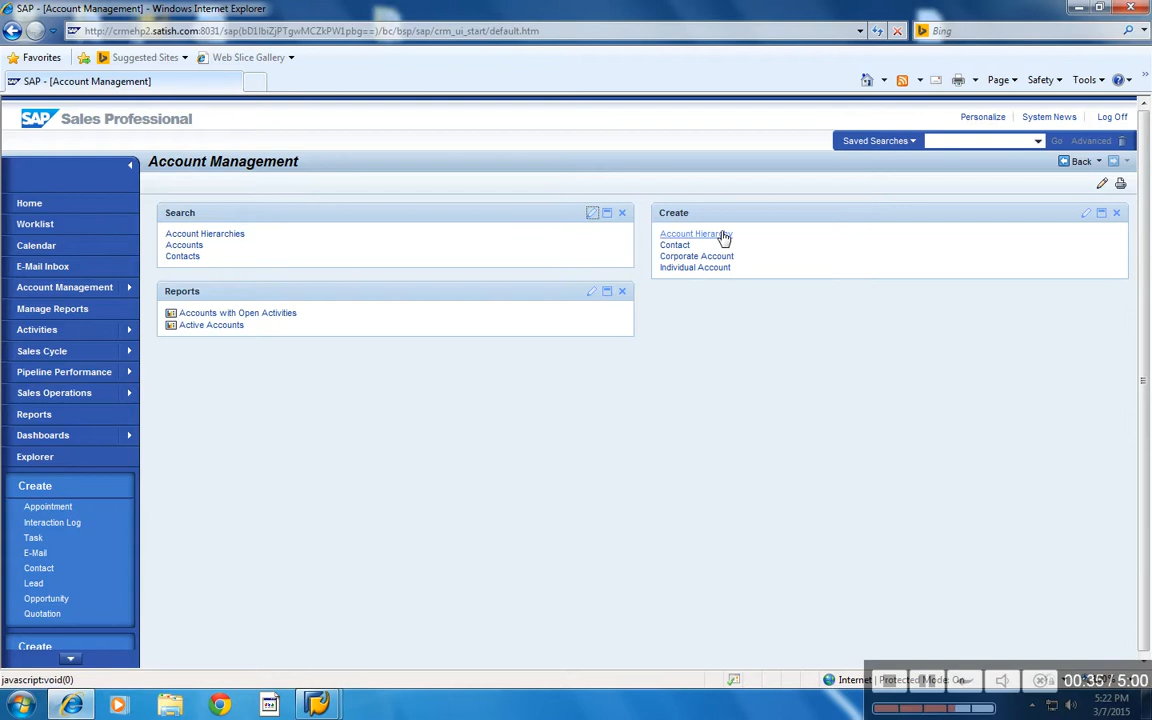 SAP - [Account Management] - Windows Internet Explorer
http://crmehp2.satish.com:8031/sap(bD1lbiZjPTgwMCZkPW1pbg==)/bc/bsp/sap/crm_ui_start/default.htm
Bing
Favorites
Suggested Sites
Web Slice Gallery
SAP - [Account Management]
Page
Safety
Tools
SAP Sales Professional
Personalize
System News
Log Off
Saved Searches
Go
Advanced
Account Management
Back
Home
Worklist
Calendar
E-Mail Inbox
Account Management
Manage Reports
Activities
Sales Cycle
Pipeline Performance
Sales Operations
Reports
Dashboards
Explorer
Create
Appointment
Interaction Log
Task
E-Mail
Contact
Lead
Opportunity
Quotation
Create
Search
Account Hierarchies
Accounts
Contacts
Reports
Accounts with Open Activities
Active Accounts
Create
Account Hierarchy
Contact
Corporate Account
Individual Account
javascript:void(0)
Internet | Protected Mode: On
00:35 / 5:00
5:22 PM
3/7/2015